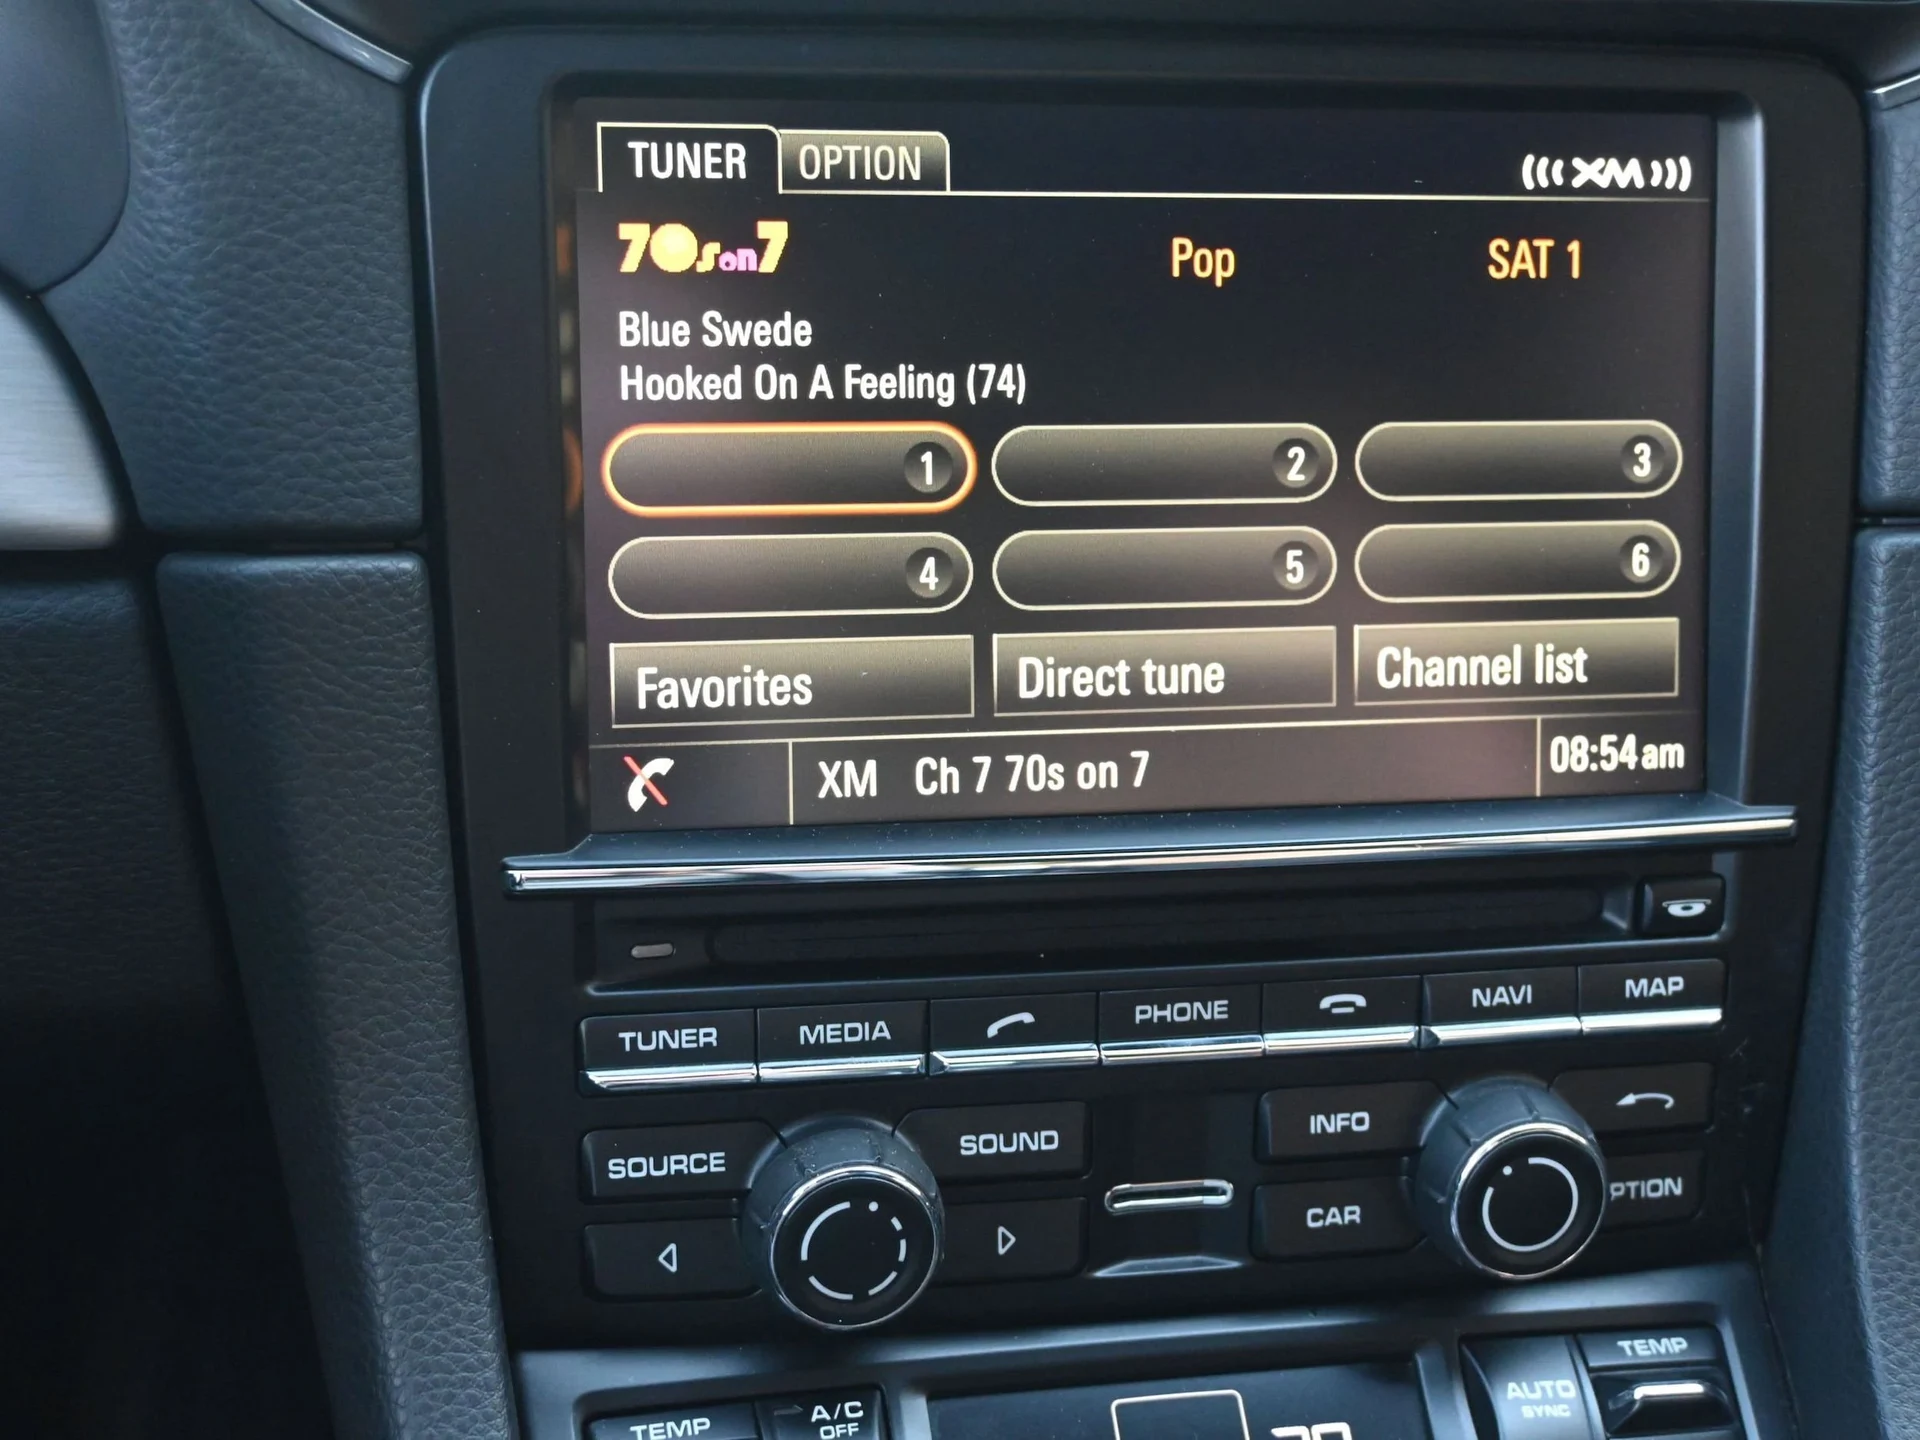 TUNER OPTION (((XM)))
70s on 7 Pop SAT 1
Blue Swede
Hooked On A Feeling (74)
1 2 3
4 5 6
Favorites Direct tune Channel list
XM Ch 7 70s on 7 08:54am
TUNER MEDIA PHONE NAVI MAP
SOURCE SOUND INFO
CAR PTION
TEMP A/C OFF AUTO SYNC TEMP